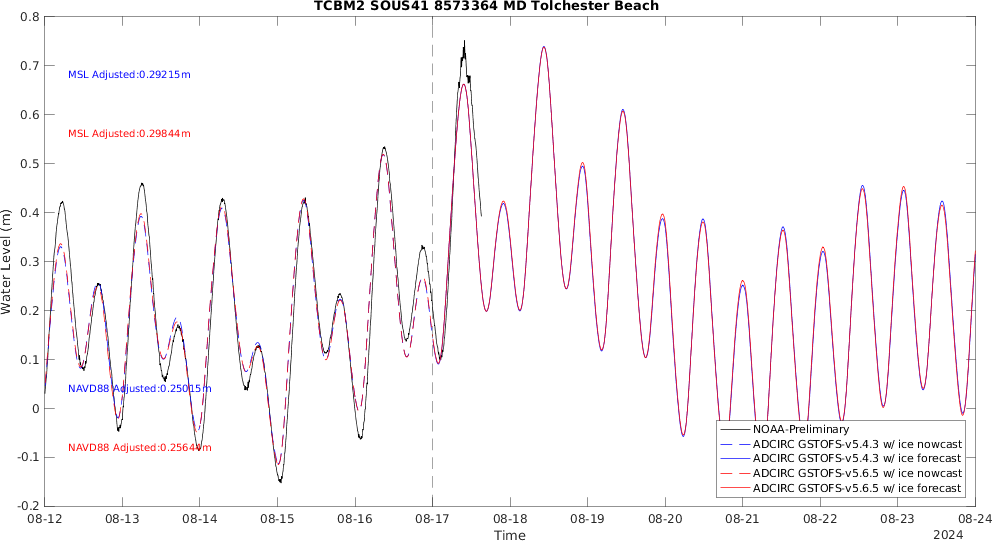 TCBM2 SOUS41 8573364 MD Tolchester Beach
0.8
0.7
0.6
0.5
0.4
0.3
0.2
0.1
0
-0.1
-0.2
Water Level (m)
MSL Adjusted:0.29215m
MSL Adjusted:0.29844m
NAVD88 Adjusted:0.25015m
NAVD88 Adjusted:0.25644m
NOAA-Preliminary
ADCIRC GSTOFS-v5.4.3 w/ ice nowcast
ADCIRC GSTOFS-v5.4.3 w/ ice forecast
ADCIRC GSTOFS-v5.6.5 w/ ice nowcast
ADCIRC GSTOFS-v5.6.5 w/ ice forecast
08-12 08-13 08-14 08-15 08-16 08-17 08-18 08-19 08-20 08-21 08-22 08-23 08-24
Time
2024